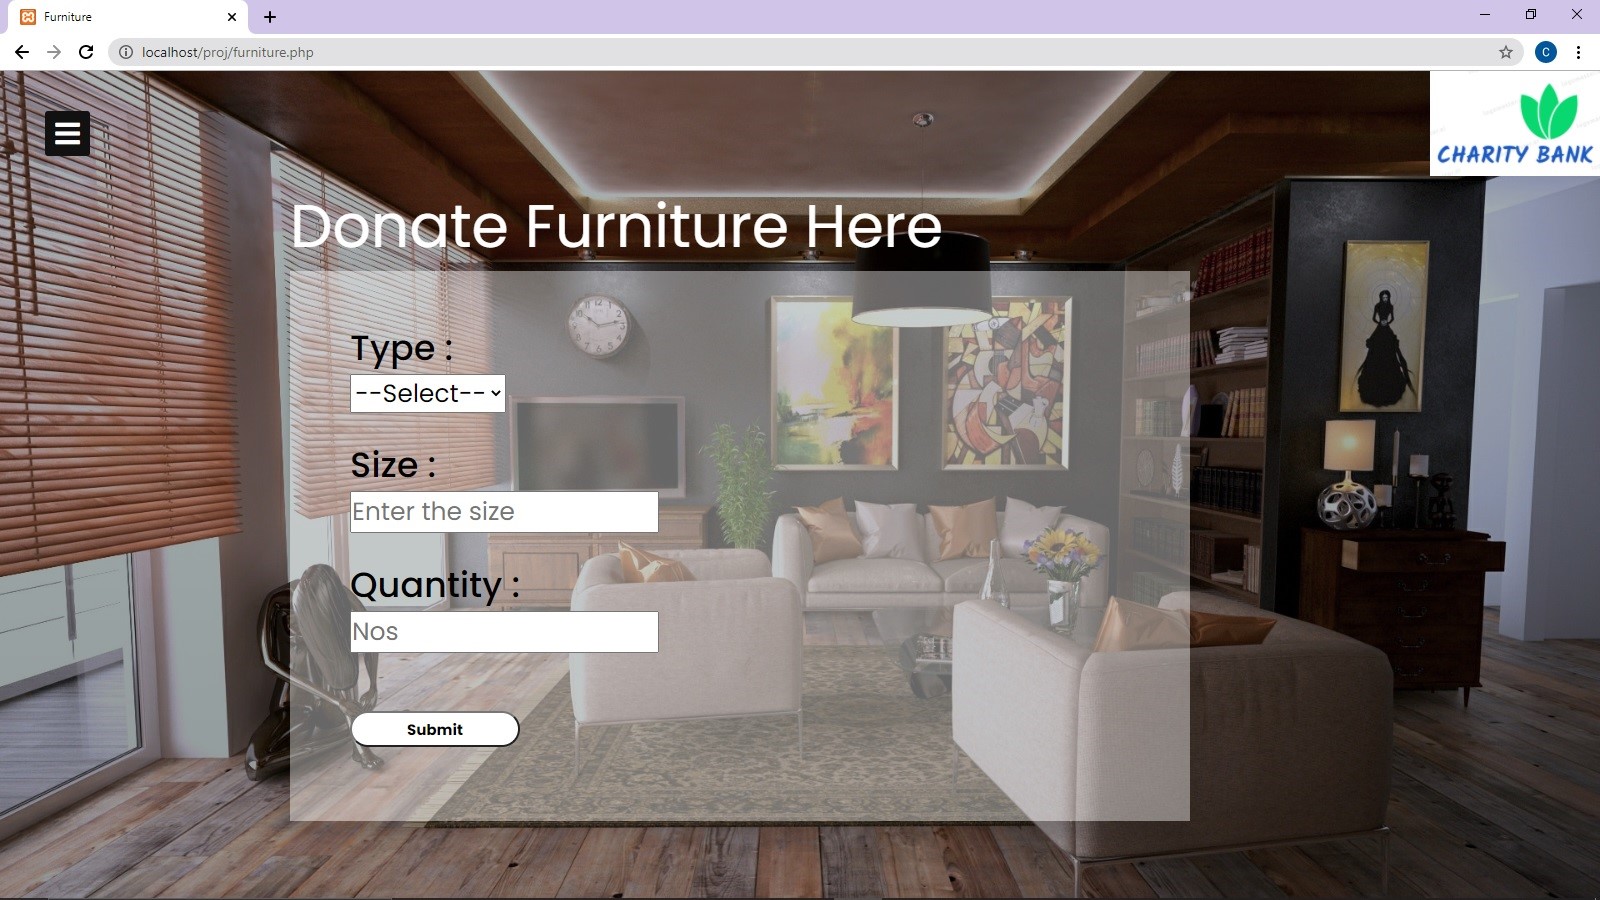 Furniture
localhost/proj/furniture.php
C
CHARITY BANK
Donate Furniture Here
Type :
--Select--
Size :
Enter the size
Quantity :
Nos
Submit